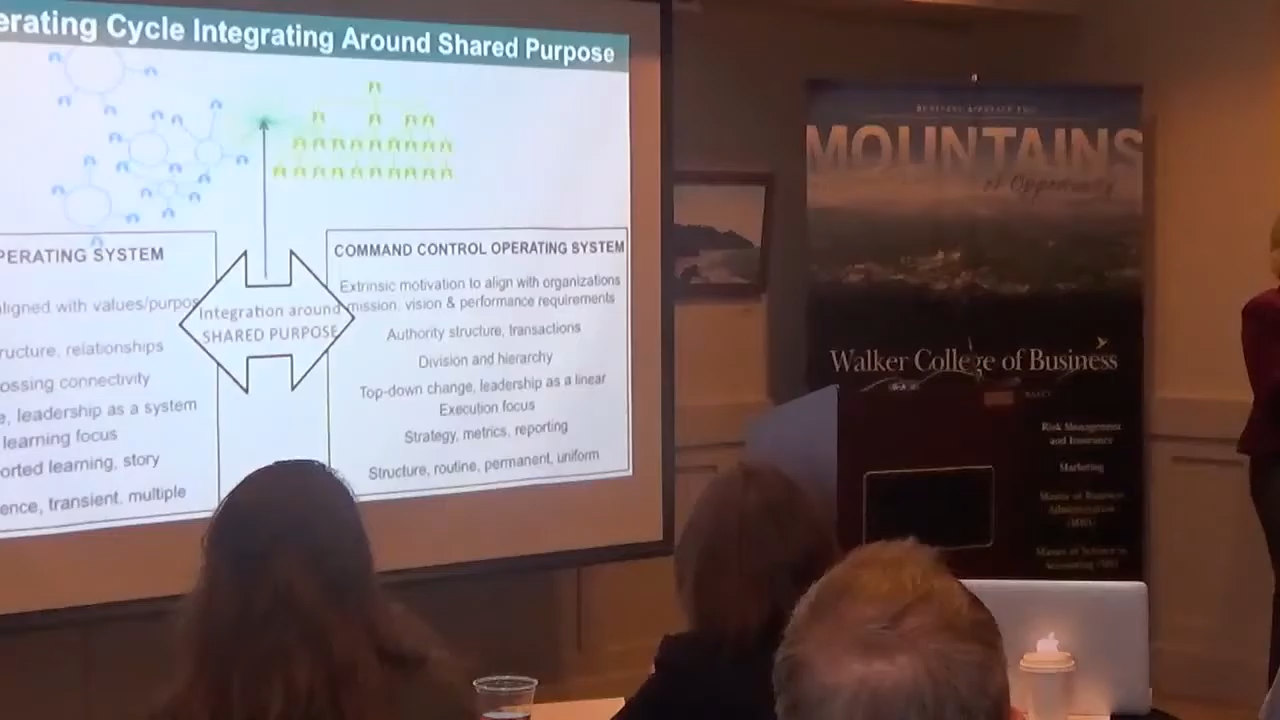 erating Cycle Integrating Around Shared Purpose
PERATING SYSTEM
aligned with values/purpos
ructure, relationships
ossing connectivity
e, leadership as a system
learning focus
orted learning, story
ence, transient, multiple
Integration around
SHARED PURPOSE
COMMAND CONTROL OPERATING SYSTEM
Extrinsic motivation to align with organizations
mission, vision & performance requirements
Authority structure, transactions
Division and hierarchy
Top-down change, leadership as a linear
Execution focus
Strategy, metrics, reporting
Structure, routine, permanent, uniform
MOUNTAINS
of Opportunity
Walker College of Business
Risk Management
and Insurance
Marketing
Master of Business
Administration
(MBA)
Master of Science in
Accounting